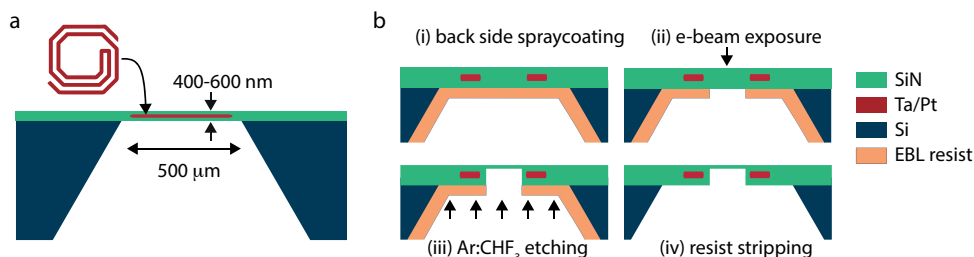 a
400-600 nm
500 μm
b
(i) back side spraycoating
(ii) e-beam exposure
(iii) Ar:CHF₃ etching
(iv) resist stripping
SiN
Ta/Pt
Si
EBL resist